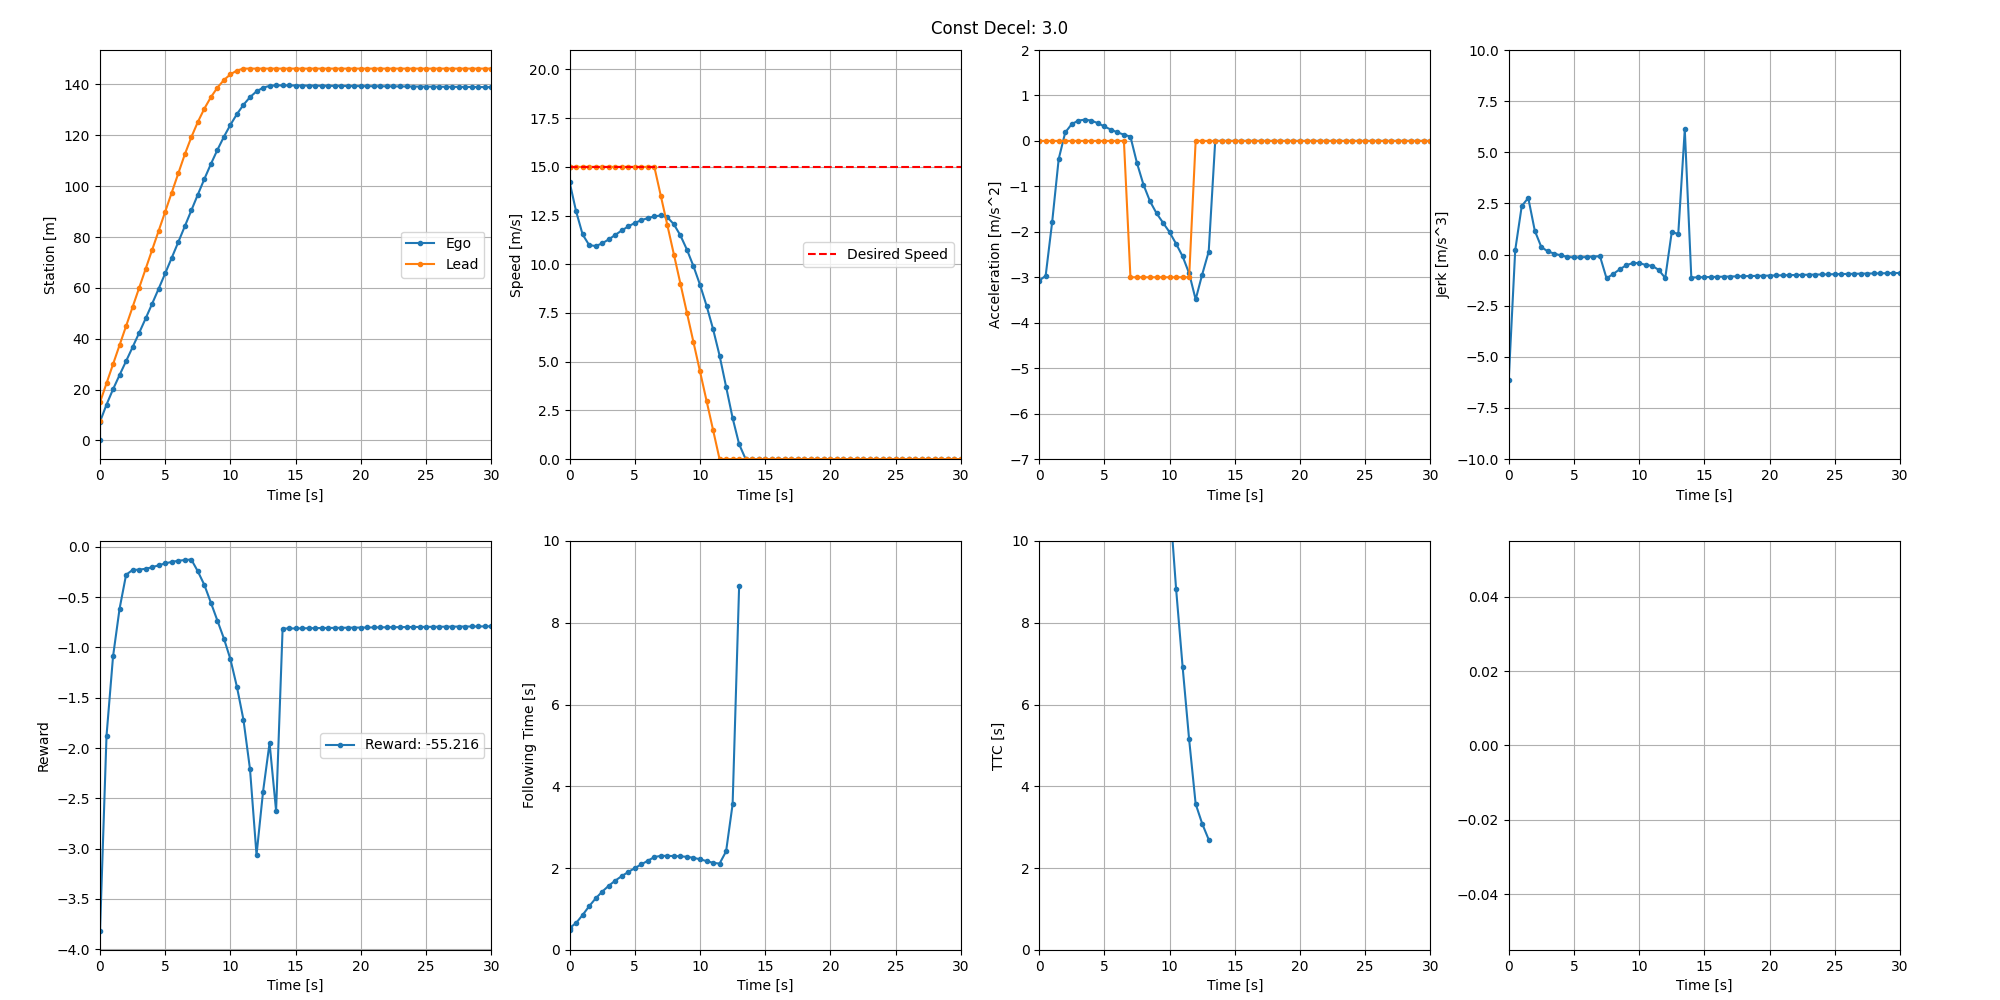 Const Decel: 3.0
Station [m]
140
120
100
80
60
40
20
0
0 5 10 15 20 25 30
Time [s]
Ego
Lead
Speed [m/s]
20.0
17.5
15.0
12.5
10.0
7.5
5.0
2.5
0.0
0 5 10 15 20 25 30
Time [s]
Desired Speed
Acceleration [m/s^2]
2
1
0
−1
−2
−3
−4
−5
−6
−7
0 5 10 15 20 25 30
Time [s]
Jerk [m/s^3]
10.0
7.5
5.0
2.5
0.0
−2.5
−5.0
−7.5
−10.0
0 5 10 15 20 25 30
Time [s]
Reward
0.0
−0.5
−1.0
−1.5
−2.0
−2.5
−3.0
−3.5
−4.0
0 5 10 15 20 25 30
Time [s]
Reward: -55.216
Following Time [s]
10
8
6
4
2
0
0 5 10 15 20 25 30
Time [s]
TTC [s]
10
8
6
4
2
0
0 5 10 15 20 25 30
Time [s]
0.04
0.02
0.00
−0.02
−0.04
0 5 10 15 20 25 30
Time [s]